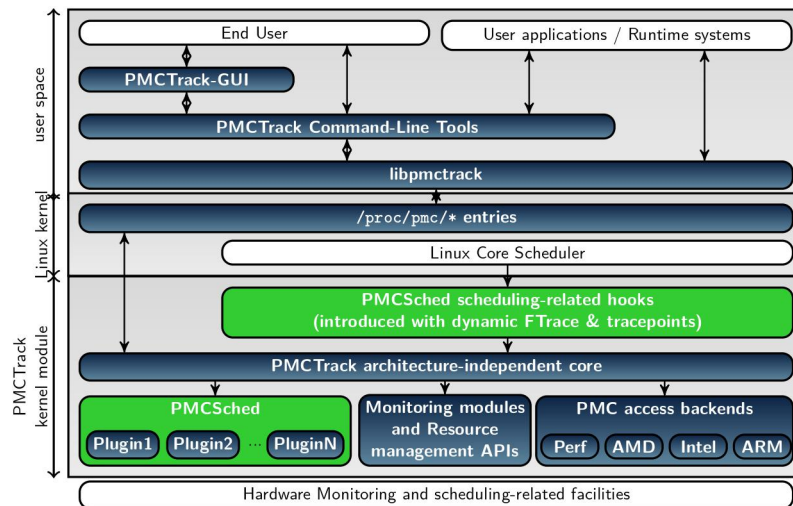 End User
User applications / Runtime systems
PMCTrack-GUI
PMCTrack Command-Line Tools
libpmctrack
user space
/proc/pmc/* entries
Linux Core Scheduler
Linux kernel
PMCSched scheduling-related hooks
(introduced with dynamic FTrace & tracepoints)
PMCTrack architecture-independent core
PMCSched
Plugin1 Plugin2 ... PluginN
Monitoring modules
and Resource
management APIs
PMC access backends
Perf AMD Intel ARM
PMCTrack
kernel module
Hardware Monitoring and scheduling-related facilities